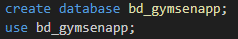 create database bd_gymsenapp;
use bd_gymsenapp;